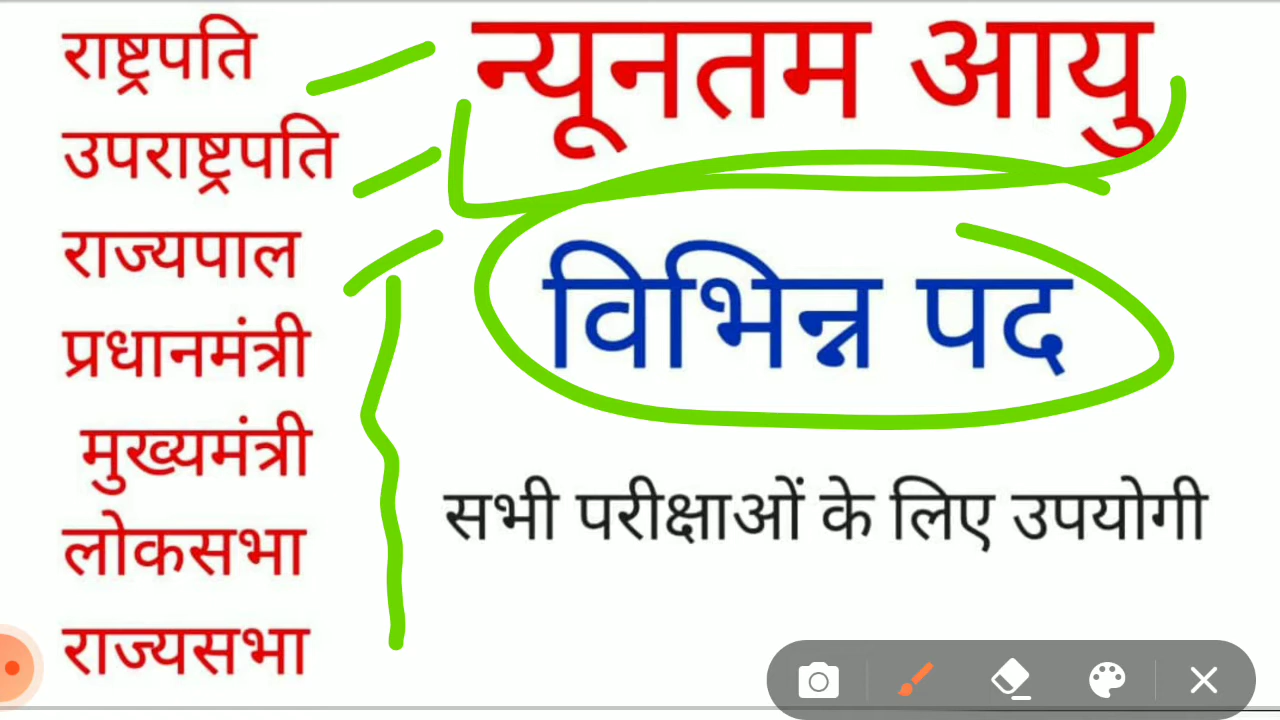 राष्ट्रपति
उपराष्ट्रपति
राज्यपाल
प्रधानमंत्री
मुख्यमंत्री
लोकसभा
राज्यसभा
न्यूनतम आयु
विभिन्न पद
सभी परीक्षाओं के लिए उपयोगी